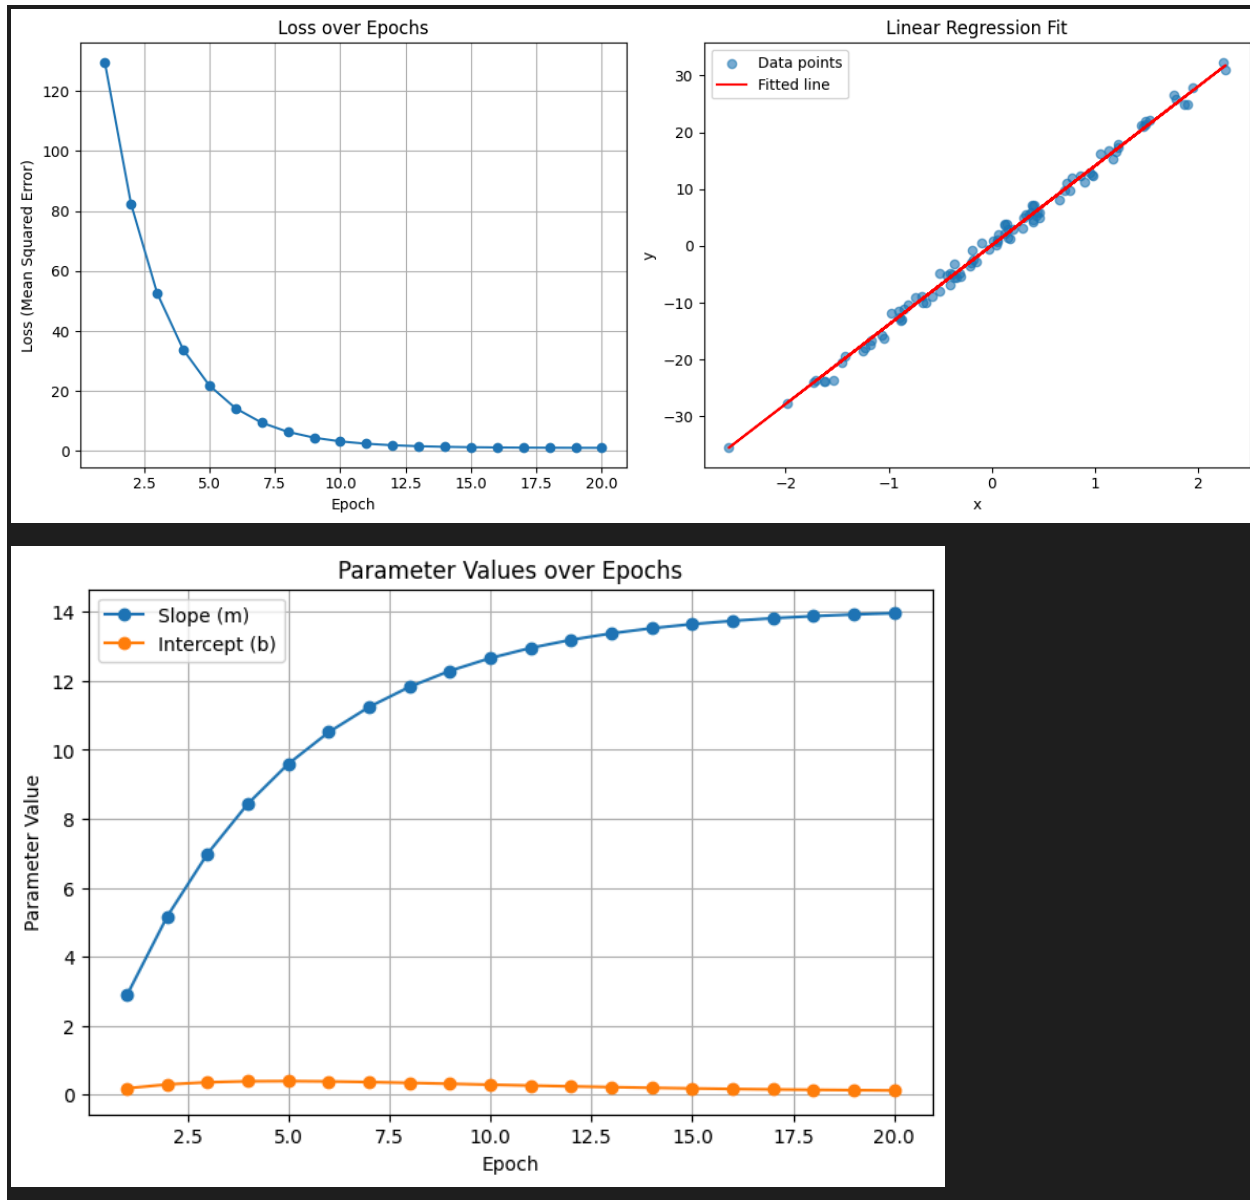 Loss over Epochs
Loss (Mean Squared Error)
120
100
80
60
40
20
0
2.5 5.0 7.5 10.0 12.5 15.0 17.5 20.0
Epoch
Linear Regression Fit
Data points
Fitted line
y
30
20
10
0
−10
−20
−30
−2 −1 0 1 2
x
Parameter Values over Epochs
Slope (m)
Intercept (b)
Parameter Value
14
12
10
8
6
4
2
0
2.5 5.0 7.5 10.0 12.5 15.0 17.5 20.0
Epoch